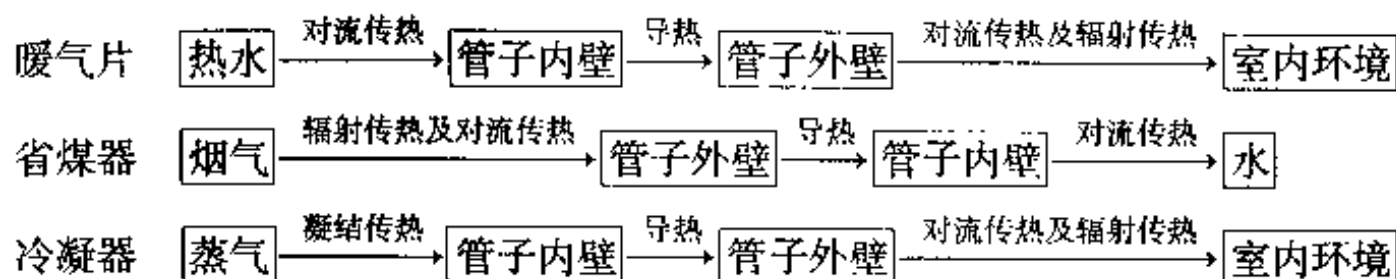 暖气片 热水 对流传热 管子内壁 导热 管子外壁 对流传热及辐射传热 室内环境
省煤器 烟气 辐射传热及对流传热 管子外壁 导热 管子内壁 对流传热 水
冷凝器 蒸气 凝结传热 管子内壁 导热 管子外壁 对流传热及辐射传热 室内环境